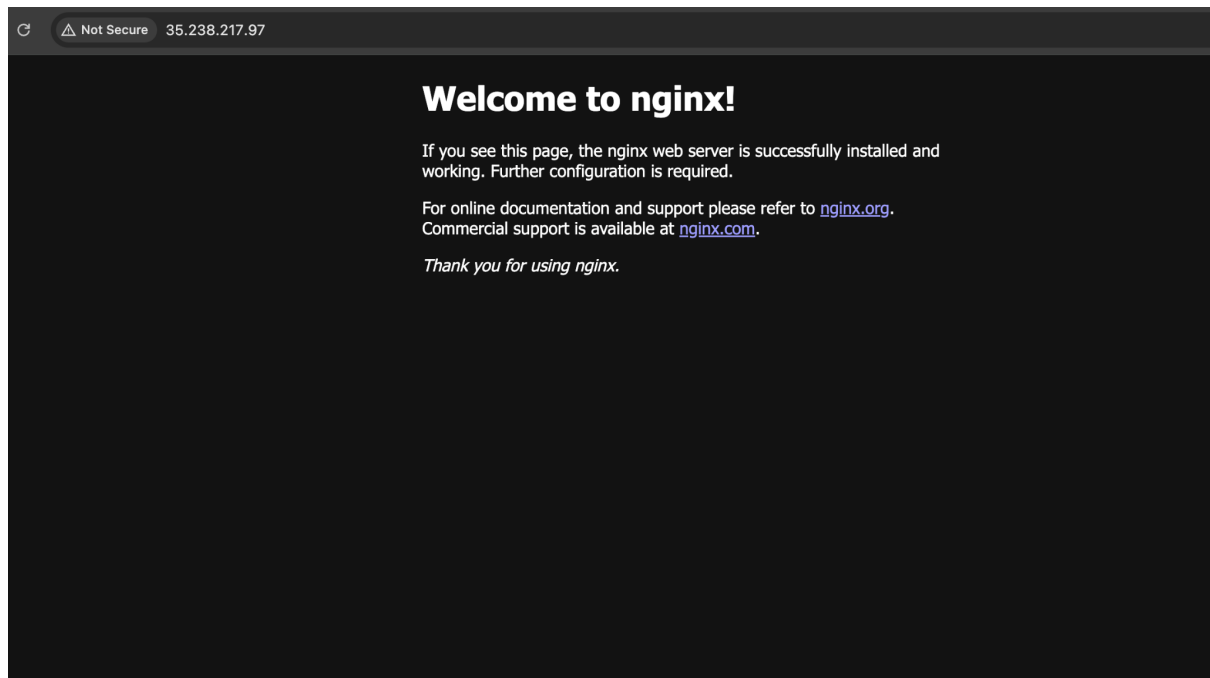 Not Secure 35.238.217.97
Welcome to nginx!
If you see this page, the nginx web server is successfully installed and
working. Further configuration is required.
For online documentation and support please refer to nginx.org.
Commercial support is available at nginx.com.
Thank you for using nginx.